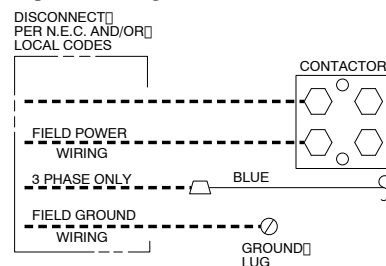 DISCONNECT
PER N.E.C. AND/OR
LOCAL CODES
CONTACTOR
FIELD POWER
WIRING
3 PHASE ONLY
BLUE
FIELD GROUND
WIRING
GROUND
LUG